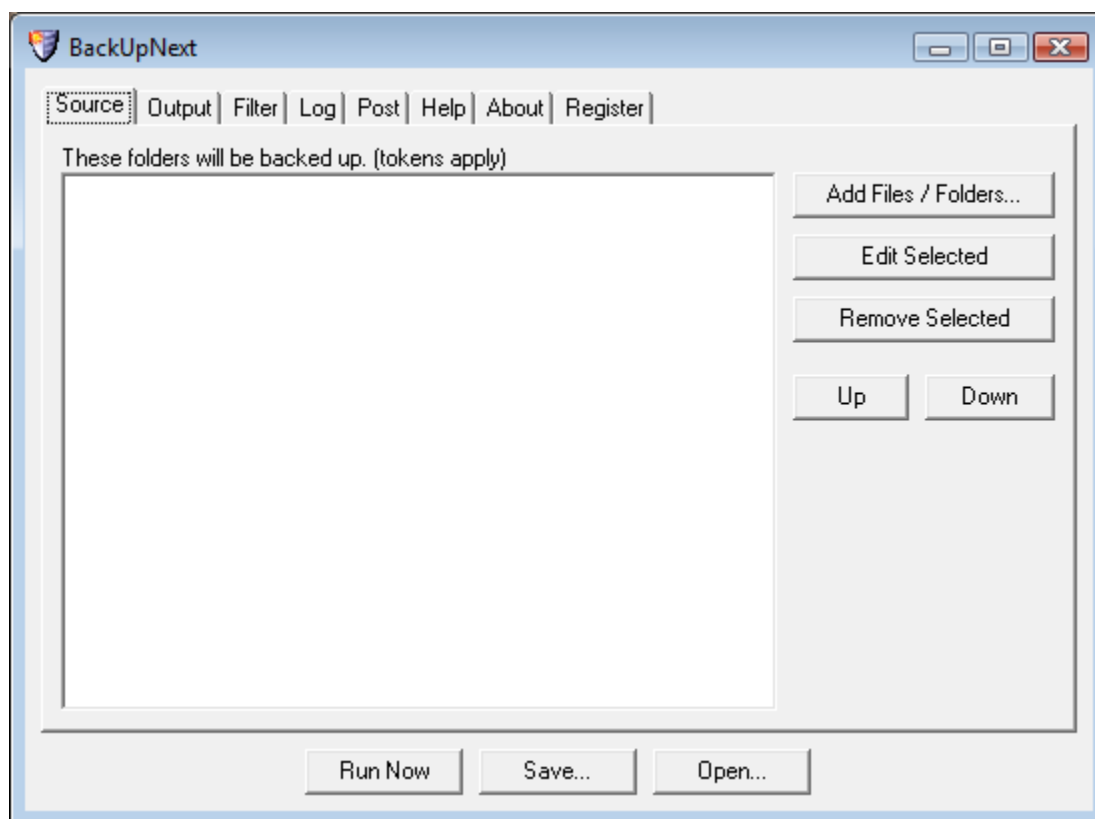 BackUpNext
Source Output Filter Log Post Help About Register
These folders will be backed up. (tokens apply)
Add Files / Folders...
Edit Selected
Remove Selected
Up Down
Run Now Save... Open...